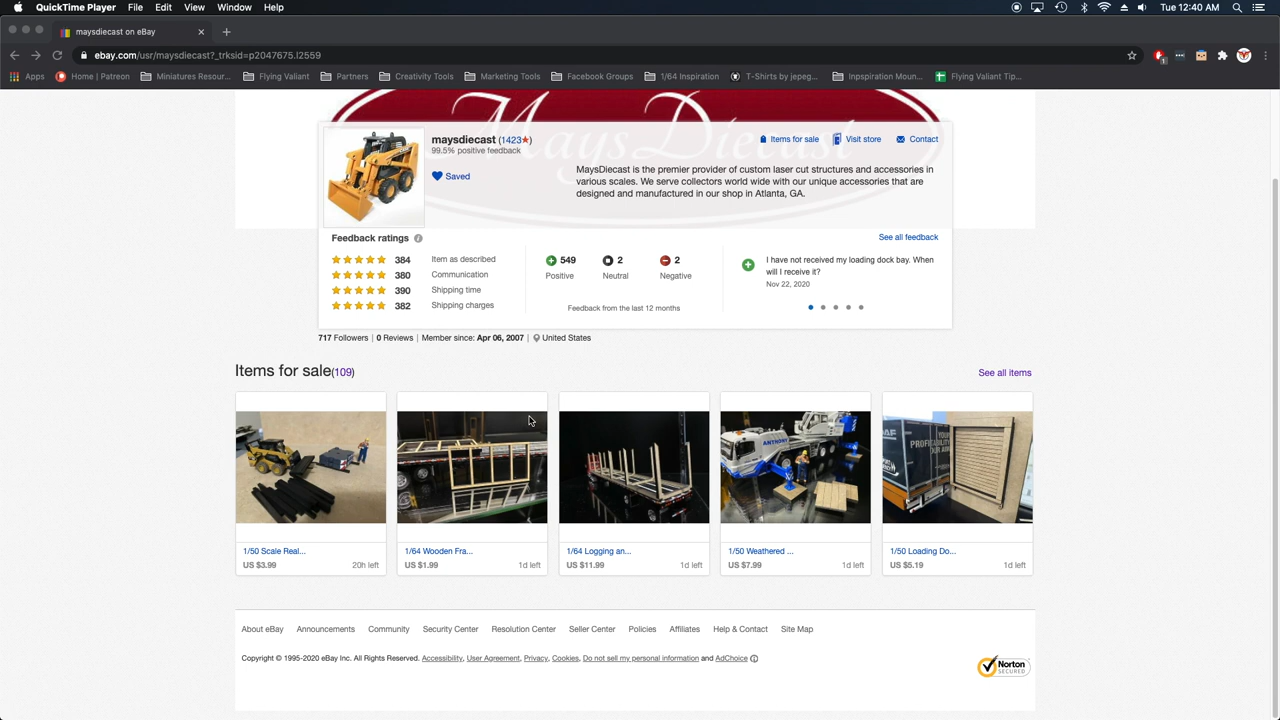 QuickTime Player File Edit View Window Help Tue 12:40 AM
maysdiecast on eBay
ebay.com/usr/maysdiecast?_trksid=p2047675.l2559
Apps Home | Patreon Miniatures Resour... Flying Valiant Partners Creativity Tools Marketing Tools Facebook Groups 1/64 Inspiration T-Shirts by jepeg... Inpspiration Moun... Flying Valiant Tip...
Mays Diecast
maysdiecast (1423)
99.5% positive feedback
Saved
Items for sale Visit store Contact
MaysDiecast is the premier provider of custom laser cut structures and accessories in
various scales. We serve collectors world wide with our unique accessories that are
designed and manufactured in our shop in Atlanta, GA.
Feedback ratings
See all feedback
384 Item as described
380 Communication
390 Shipping time
382 Shipping charges
549 2 2
Positive Neutral Negative
Feedback from the last 12 months
I have not received my loading dock bay. When
will I receive it?
Nov 22, 2020
717 Followers | 0 Reviews | Member since: Apr 06, 2007 | United States
Items for sale(109)
See all items
ANTHONY
1/50 Scale Real...
US $3.99 20h left
1/64 Wooden Fra...
US $1.99 1d left
1/64 Logging an...
US $11.99 1d left
1/50 Weathered ...
US $7.99 1d left
1/50 Loading Do...
US $5.19 1d left
About eBay Announcements Community Security Center Resolution Center Seller Center Policies Affiliates Help & Contact Site Map
Copyright © 1995-2020 eBay Inc. All Rights Reserved. Accessibility, User Agreement, Privacy, Cookies, Do not sell my personal information and AdChoice
Norton
SECURED